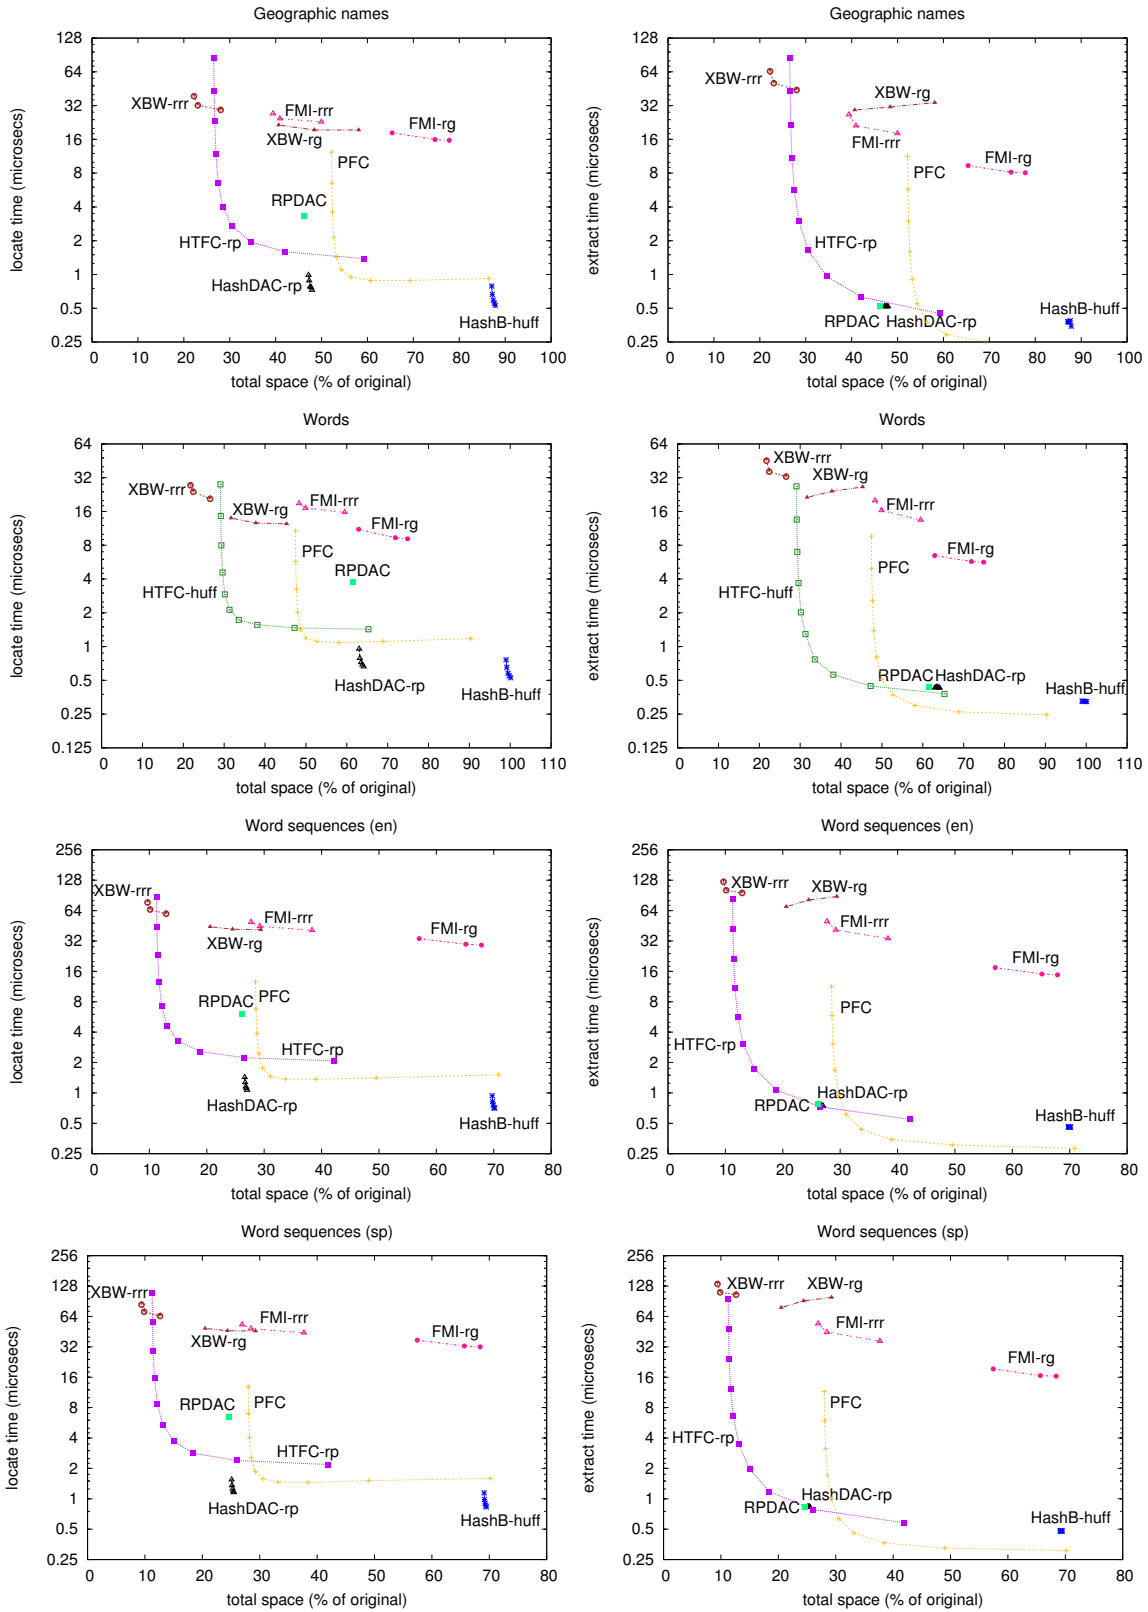 Geographic names
128
64
32
16
8
4
2
1
0.5
0.25
locate time (microsecs)
XBW-rrr
FMI-rrr
XBW-rg
FMI-rg
PFC
RPDAC
HTFC-rp
HashDAC-rp
HashB-huff
0 10 20 30 40 50 60 70 80 90 100
total space (% of original)
Geographic names
128
64
32
16
8
4
2
1
0.5
0.25
extract time (microsecs)
XBW-rrr
XBW-rg
FMI-rrr
FMI-rg
PFC
HTFC-rp
RPDAC HashDAC-rp
HashB-huff
0 10 20 30 40 50 60 70 80 90 100
total space (% of original)
Words
64
32
16
8
4
2
1
0.5
0.25
0.125
locate time (microsecs)
XBW-rrr
XBW-rg
FMI-rrr
FMI-rg
PFC
RPDAC
HTFC-huff
HashDAC-rp
HashB-huff
0 10 20 30 40 50 60 70 80 90 100 110
total space (% of original)
Words
64
32
16
8
4
2
1
0.5
0.25
0.125
extract time (microsecs)
XBW-rrr
XBW-rg
FMI-rrr
FMI-rg
PFC
HTFC-huff
RPDAC HashDAC-rp
HashB-huff
0 10 20 30 40 50 60 70 80 90 100 110
total space (% of original)
Word sequences (en)
256
128
64
32
16
8
4
2
1
0.5
0.25
locate time (microsecs)
XBW-rrr
FMI-rrr
XBW-rg
FMI-rg
RPDAC
PFC
HTFC-rp
HashDAC-rp
HashB-huff
0 10 20 30 40 50 60 70 80
total space (% of original)
Word sequences (en)
256
128
64
32
16
8
4
2
1
0.5
0.25
extract time (microsecs)
XBW-rrr
XBW-rg
FMI-rrr
FMI-rg
PFC
HTFC-rp
HashDAC-rp
RPDAC
HashB-huff
0 10 20 30 40 50 60 70 80
total space (% of original)
Word sequences (sp)
256
128
64
32
16
8
4
2
1
0.5
0.25
locate time (microsecs)
XBW-rrr
FMI-rrr
XBW-rg
FMI-rg
RPDAC
PFC
HTFC-rp
HashDAC-rp
HashB-huff
0 10 20 30 40 50 60 70 80
total space (% of original)
Word sequences (sp)
256
128
64
32
16
8
4
2
1
0.5
0.25
extract time (microsecs)
XBW-rrr
XBW-rg
FMI-rrr
FMI-rg
PFC
HTFC-rp
HashDAC-rp
RPDAC
HashB-huff
0 10 20 30 40 50 60 70 80
total space (% of original)